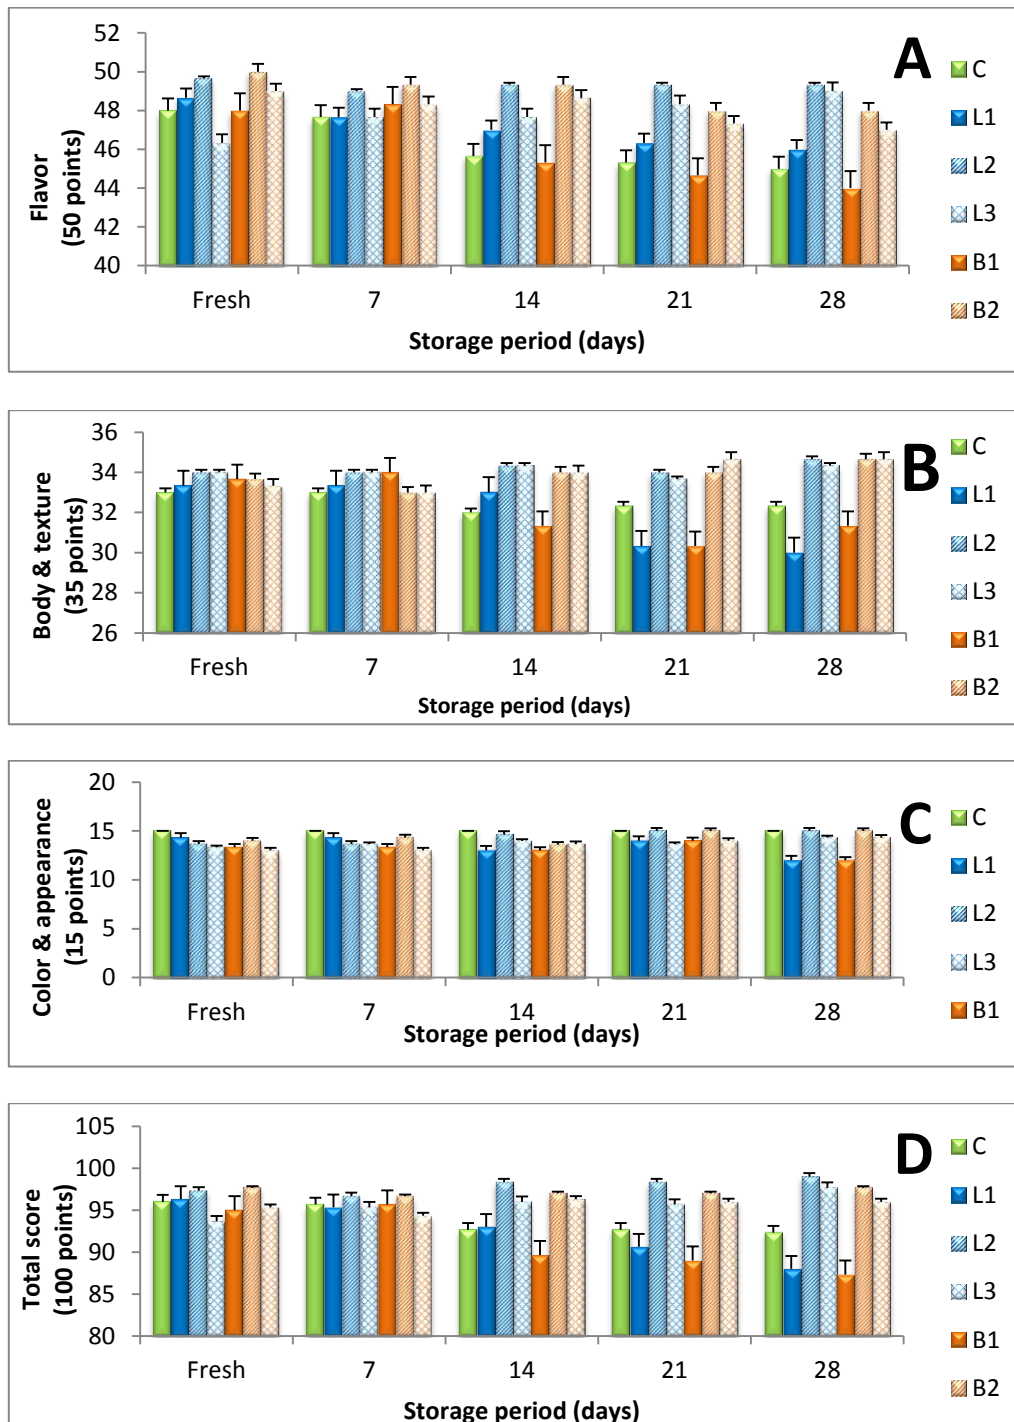 A
52
50
48
46
44
42
40
Flavor
(50 points)
Fresh 7 14 21 28
Storage period (days)
C
L1
L2
L3
B1
B2
B
36
34
32
30
28
26
Body & texture
(35 points)
Fresh 7 14 21 28
Storage period (days)
C
L1
L2
L3
B1
B2
C
20
15
10
5
0
Color & appearance
(15 points)
Fresh 7 14 21 28
Storage period (days)
C
L1
L2
L3
B1
D
105
100
95
90
85
80
Total score
(100 points)
Fresh 7 14 21 28
Storage period (days)
C
L1
L2
L3
B1
B2